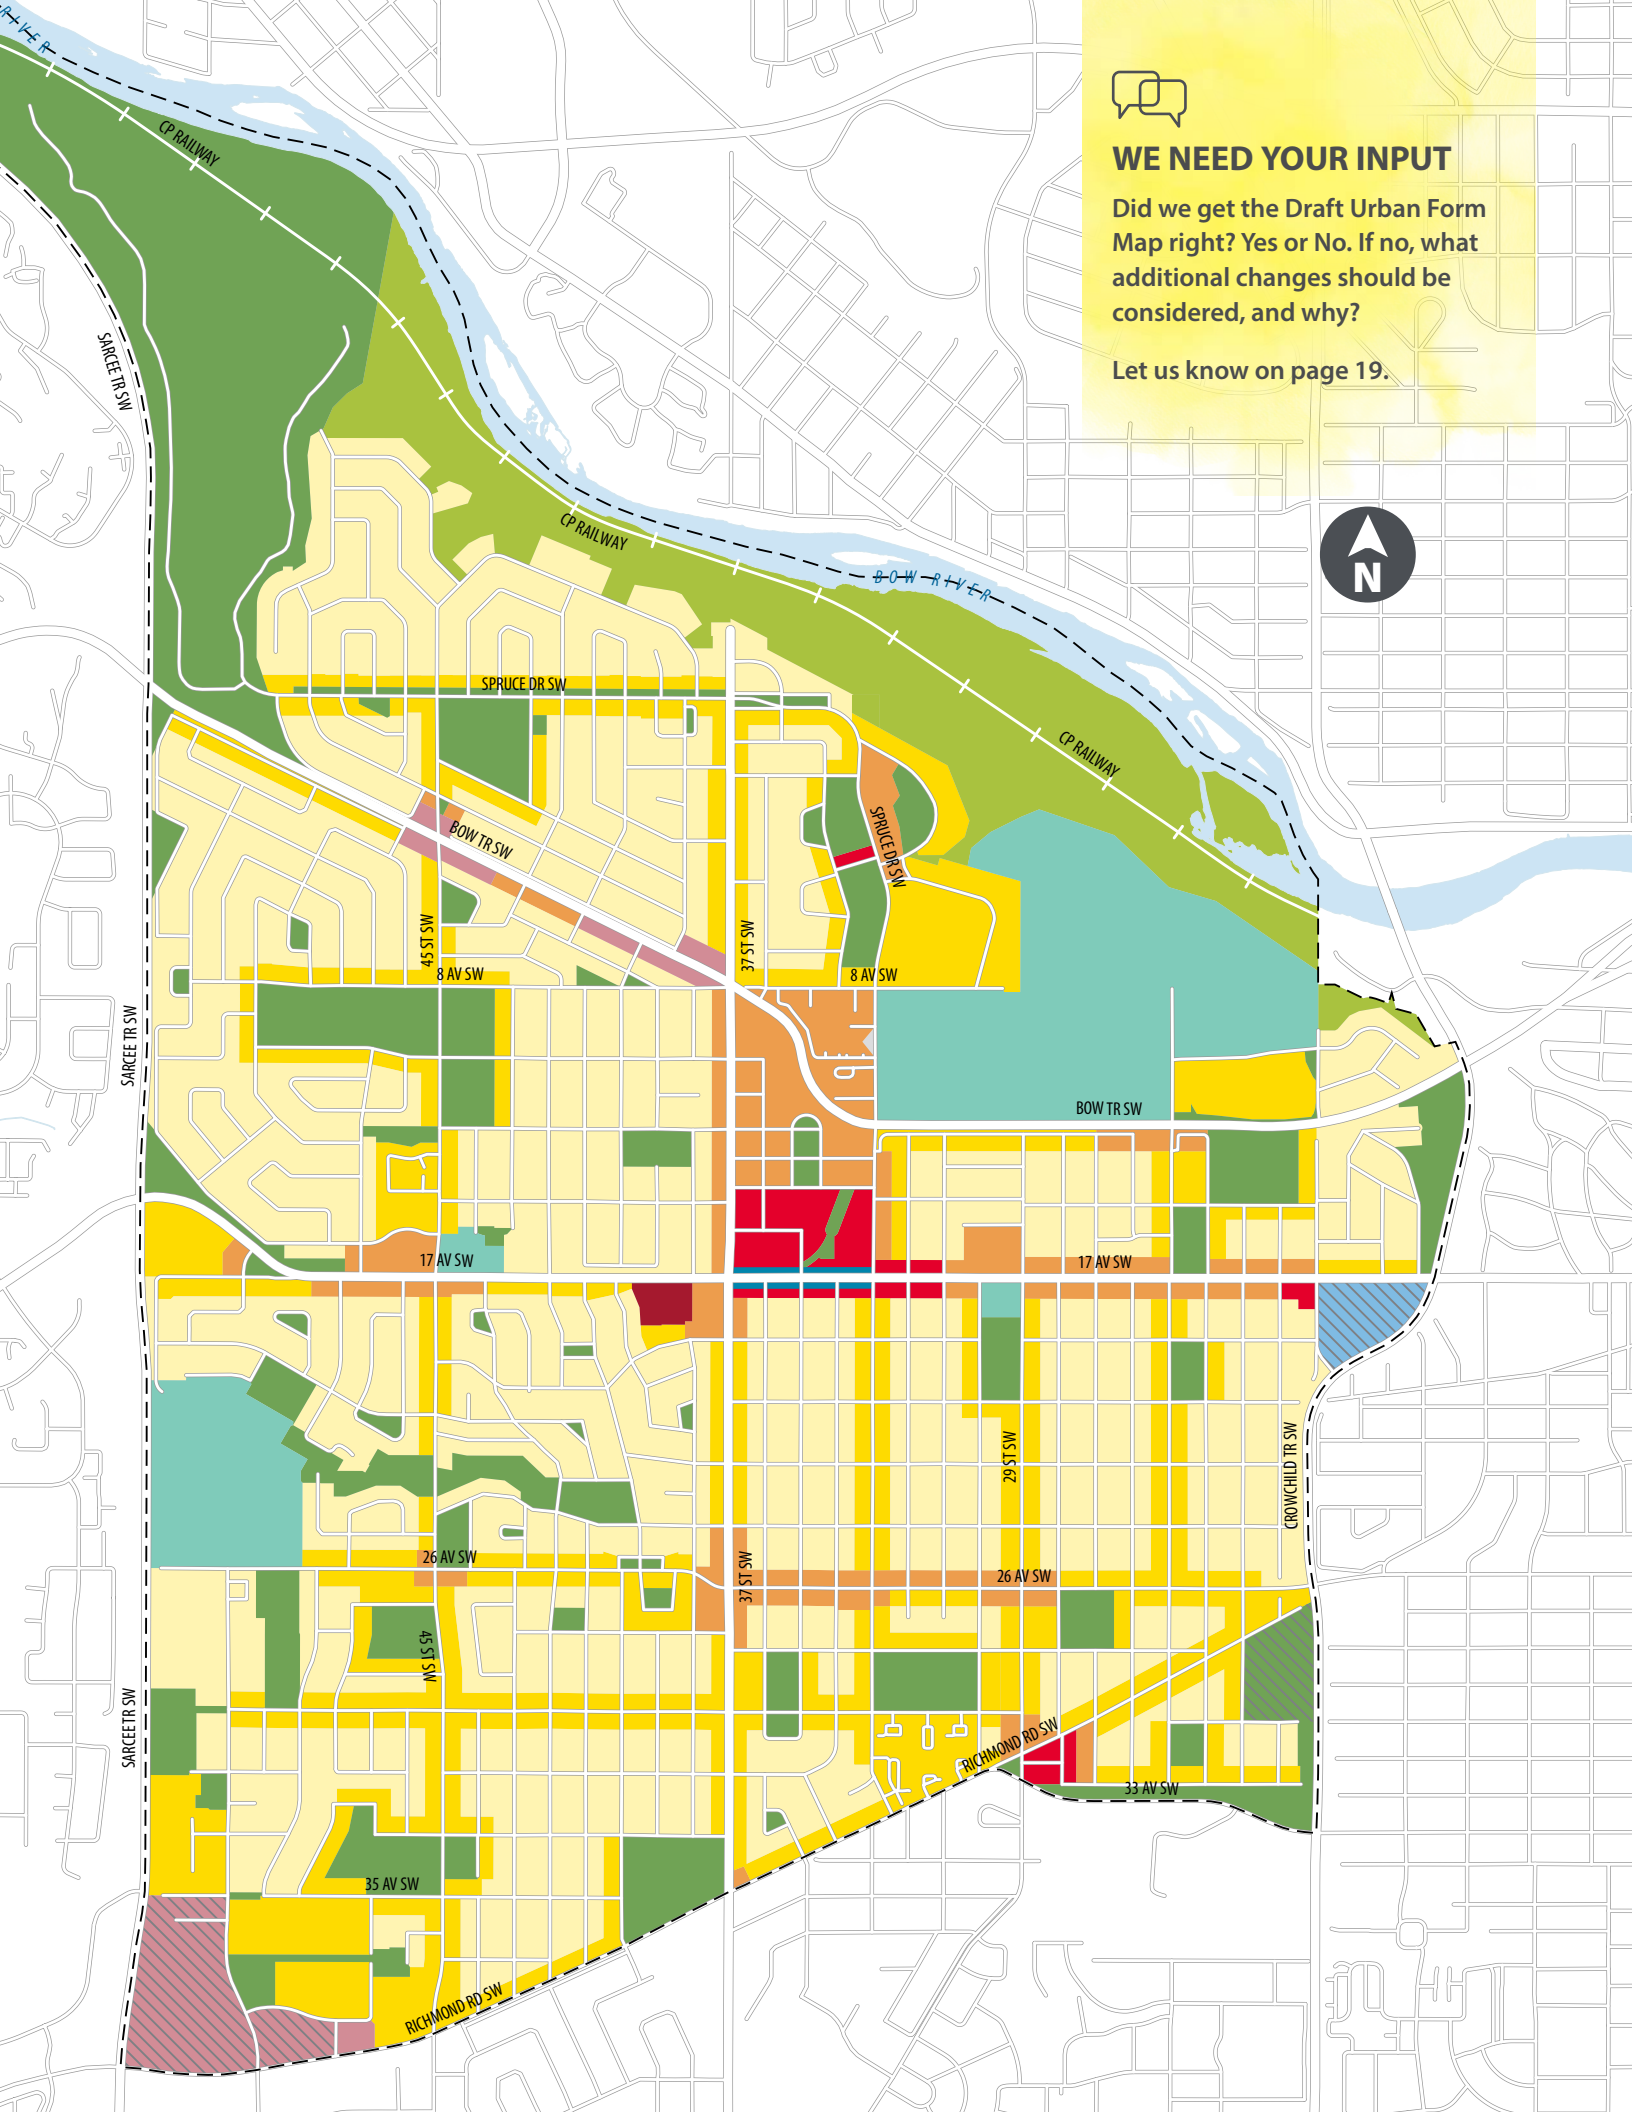 RIVER
CP RAILWAY
WE NEED YOUR INPUT
Did we get the Draft Urban Form
Map right? Yes or No. If no, what
additional changes should be
considered, and why?
Let us know on page 19.
SARCEE TR SW
CP RAILWAY
BOW RIVER
N
SPRUCE DR SW
CP RAILWAY
BOW TR SW
SPRUCE DR SW
45 ST SW
37 ST SW
8 AV SW
8 AV SW
SARCEE TR SW
BOW TR SW
17 AV SW
17 AV SW
29 ST SW
CROWCHILD TR SW
26 AV SW
37 ST SW
26 AV SW
45 ST SW
SARCEE TR SW
RICHMOND RD SW
33 AV SW
35 AV SW
RICHMOND RD SW